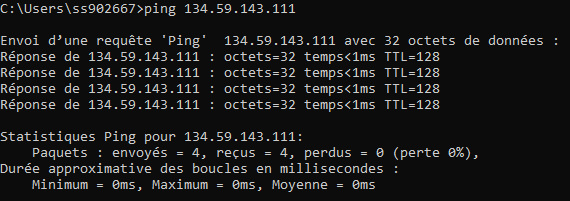 C:\Users\ss902667>ping 134.59.143.111
Envoi d’une requête 'Ping'  134.59.143.111 avec 32 octets de données :
Réponse de 134.59.143.111 : octets=32 temps<1ms TTL=128
Réponse de 134.59.143.111 : octets=32 temps<1ms TTL=128
Réponse de 134.59.143.111 : octets=32 temps<1ms TTL=128
Réponse de 134.59.143.111 : octets=32 temps<1ms TTL=128
Statistiques Ping pour 134.59.143.111:
    Paquets : envoyés = 4, reçus = 4, perdus = 0 (perte 0%),
Durée approximative des boucles en millisecondes :
    Minimum = 0ms, Maximum = 0ms, Moyenne = 0ms